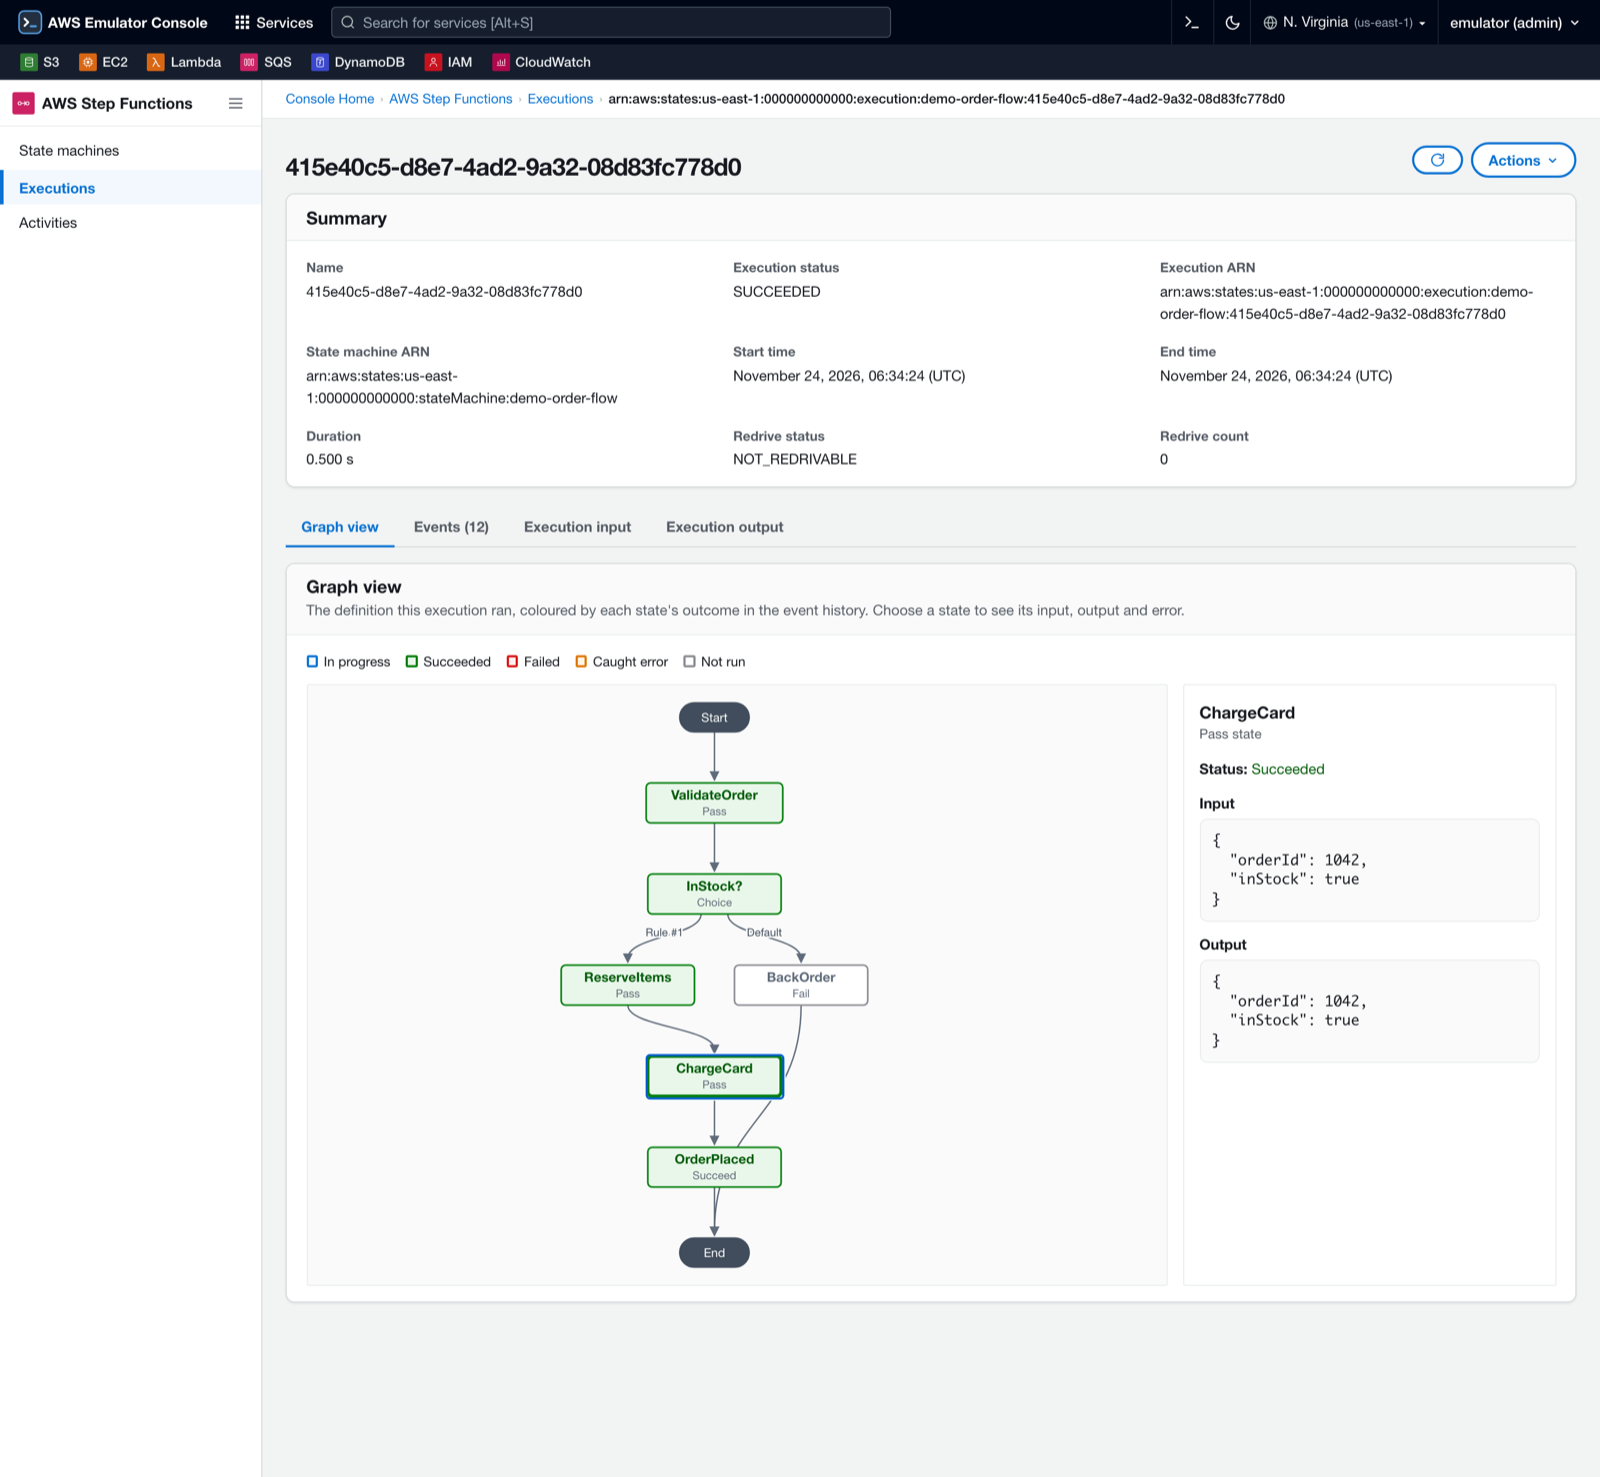 AWS Emulator Console
Services
Search for services [Alt+S]
N. Virginia (us-east-1)
emulator (admin)
S3
EC2
Lambda
SQS
DynamoDB
IAM
CloudWatch
AWS Step Functions
State machines
Executions
Activities
Console Home › AWS Step Functions › Executions › arn:aws:states:us-east-1:000000000000:execution:demo-order-flow:415e40c5-d8e7-4ad2-9a32-08d83fc778d0
415e40c5-d8e7-4ad2-9a32-08d83fc778d0
Actions
Summary
Name
415e40c5-d8e7-4ad2-9a32-08d83fc778d0
Execution status
SUCCEEDED
Execution ARN
arn:aws:states:us-east-1:000000000000:execution:demo-
order-flow:415e40c5-d8e7-4ad2-9a32-08d83fc778d0
State machine ARN
arn:aws:states:us-east-
1:000000000000:stateMachine:demo-order-flow
Start time
November 24, 2026, 06:34:24 (UTC)
End time
November 24, 2026, 06:34:24 (UTC)
Duration
0.500 s
Redrive status
NOT_REDRIVABLE
Redrive count
0
Graph view
Events (12)
Execution input
Execution output
Graph view
The definition this execution ran, coloured by each state's outcome in the event history. Choose a state to see its input, output and error.
In progress
Succeeded
Failed
Caught error
Not run
Start
ValidateOrder
Pass
InStock?
Choice
Rule #1
Default
ReserveItems
Pass
BackOrder
Fail
ChargeCard
Pass
OrderPlaced
Succeed
End
ChargeCard
Pass state
Status: Succeeded
Input
{
"orderId": 1042,
"inStock": true
}
Output
{
"orderId": 1042,
"inStock": true
}